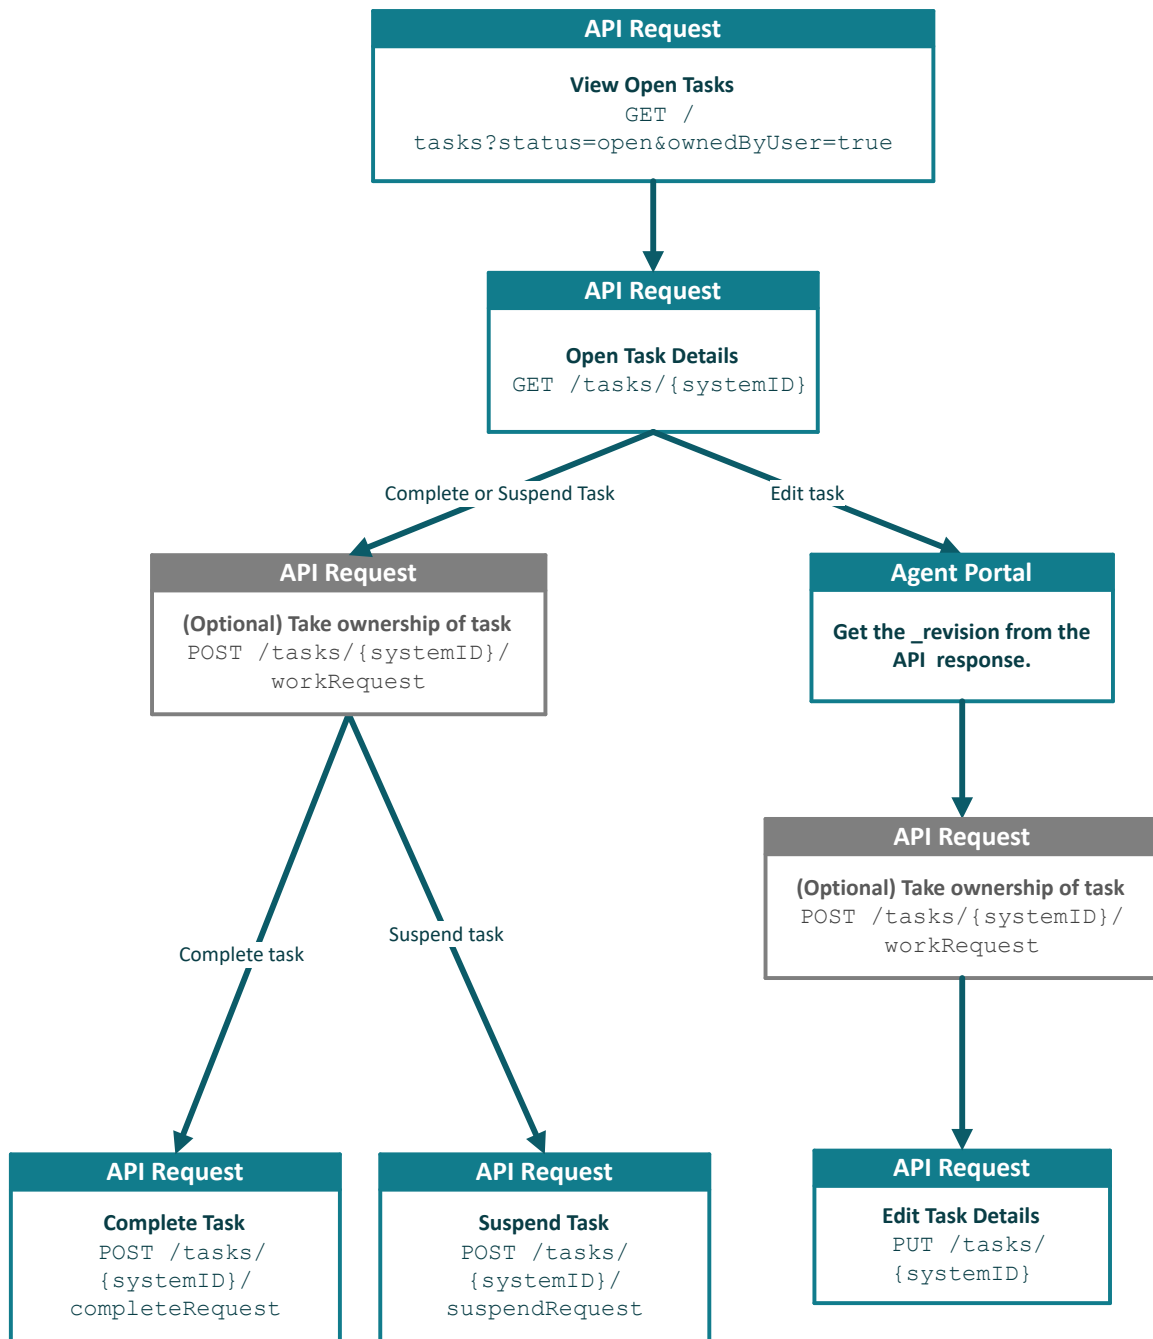 API Request
View Open Tasks
GET /
tasks?status=open&ownedByUser=true
API Request
Open Task Details
GET /tasks/{systemID}
Complete or Suspend Task
Edit task
API Request
(Optional) Take ownership of task
POST /tasks/{systemID}/
workRequest
Agent Portal
Get the _revision from the
API response.
API Request
(Optional) Take ownership of task
POST /tasks/{systemID}/
workRequest
Complete task
Suspend task
API Request
Complete Task
POST /tasks/
{systemID}/
completeRequest
API Request
Suspend Task
POST /tasks/
{systemID}/
suspendRequest
API Request
Edit Task Details
PUT /tasks/
{systemID}